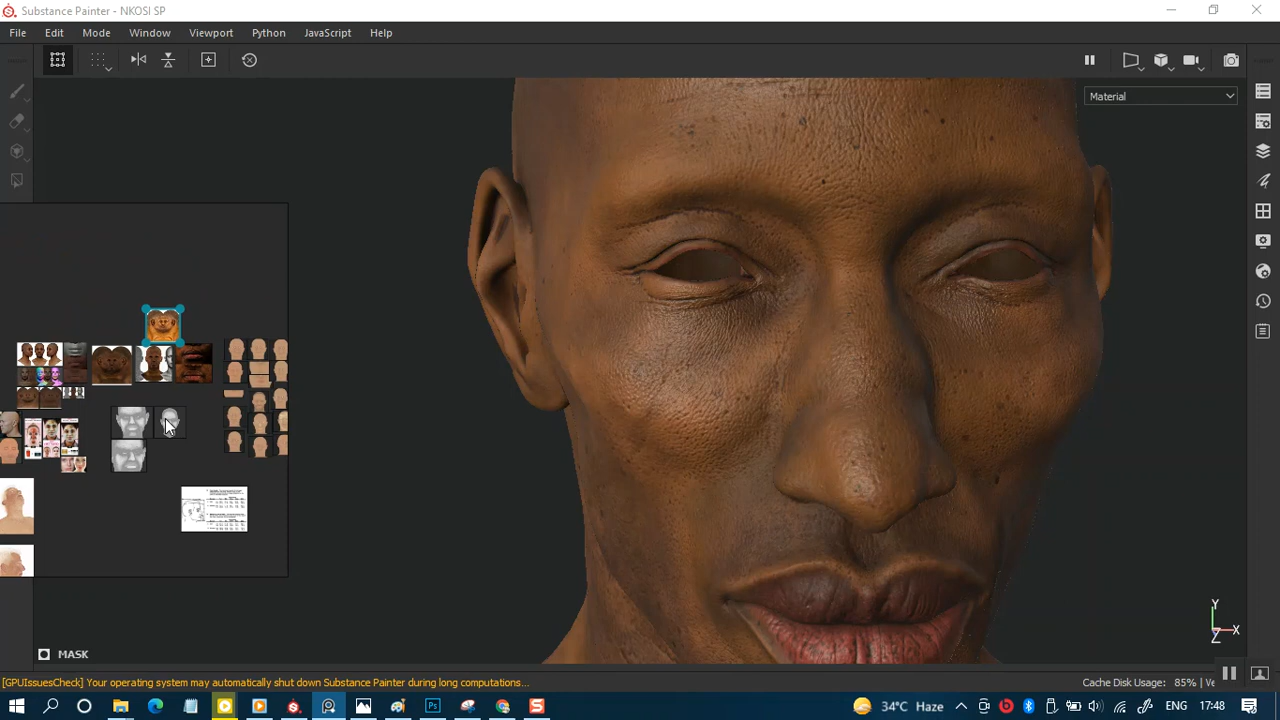 Substance Painter - NKOSI SP
File Edit Mode Window Viewport Python JavaScript Help
Material
Y
X
Z
MASK
[GPUIssuesCheck] Your operating system may automatically shut down Substance Painter during long computations...
Cache Disk Usage: 85% | Ve
Ps
S
34°C Haze
ENG
17:48